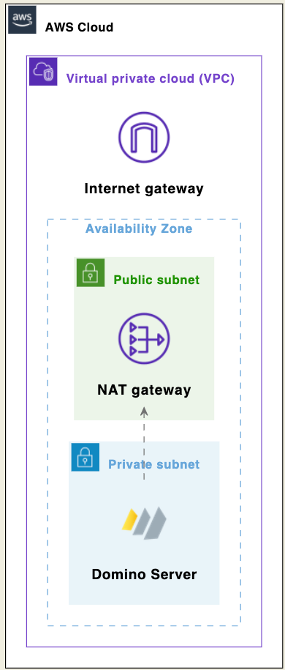 aws
AWS Cloud
Virtual private cloud (VPC)
Internet gateway
Availability Zone
Public subnet
NAT gateway
Private subnet
Domino Server